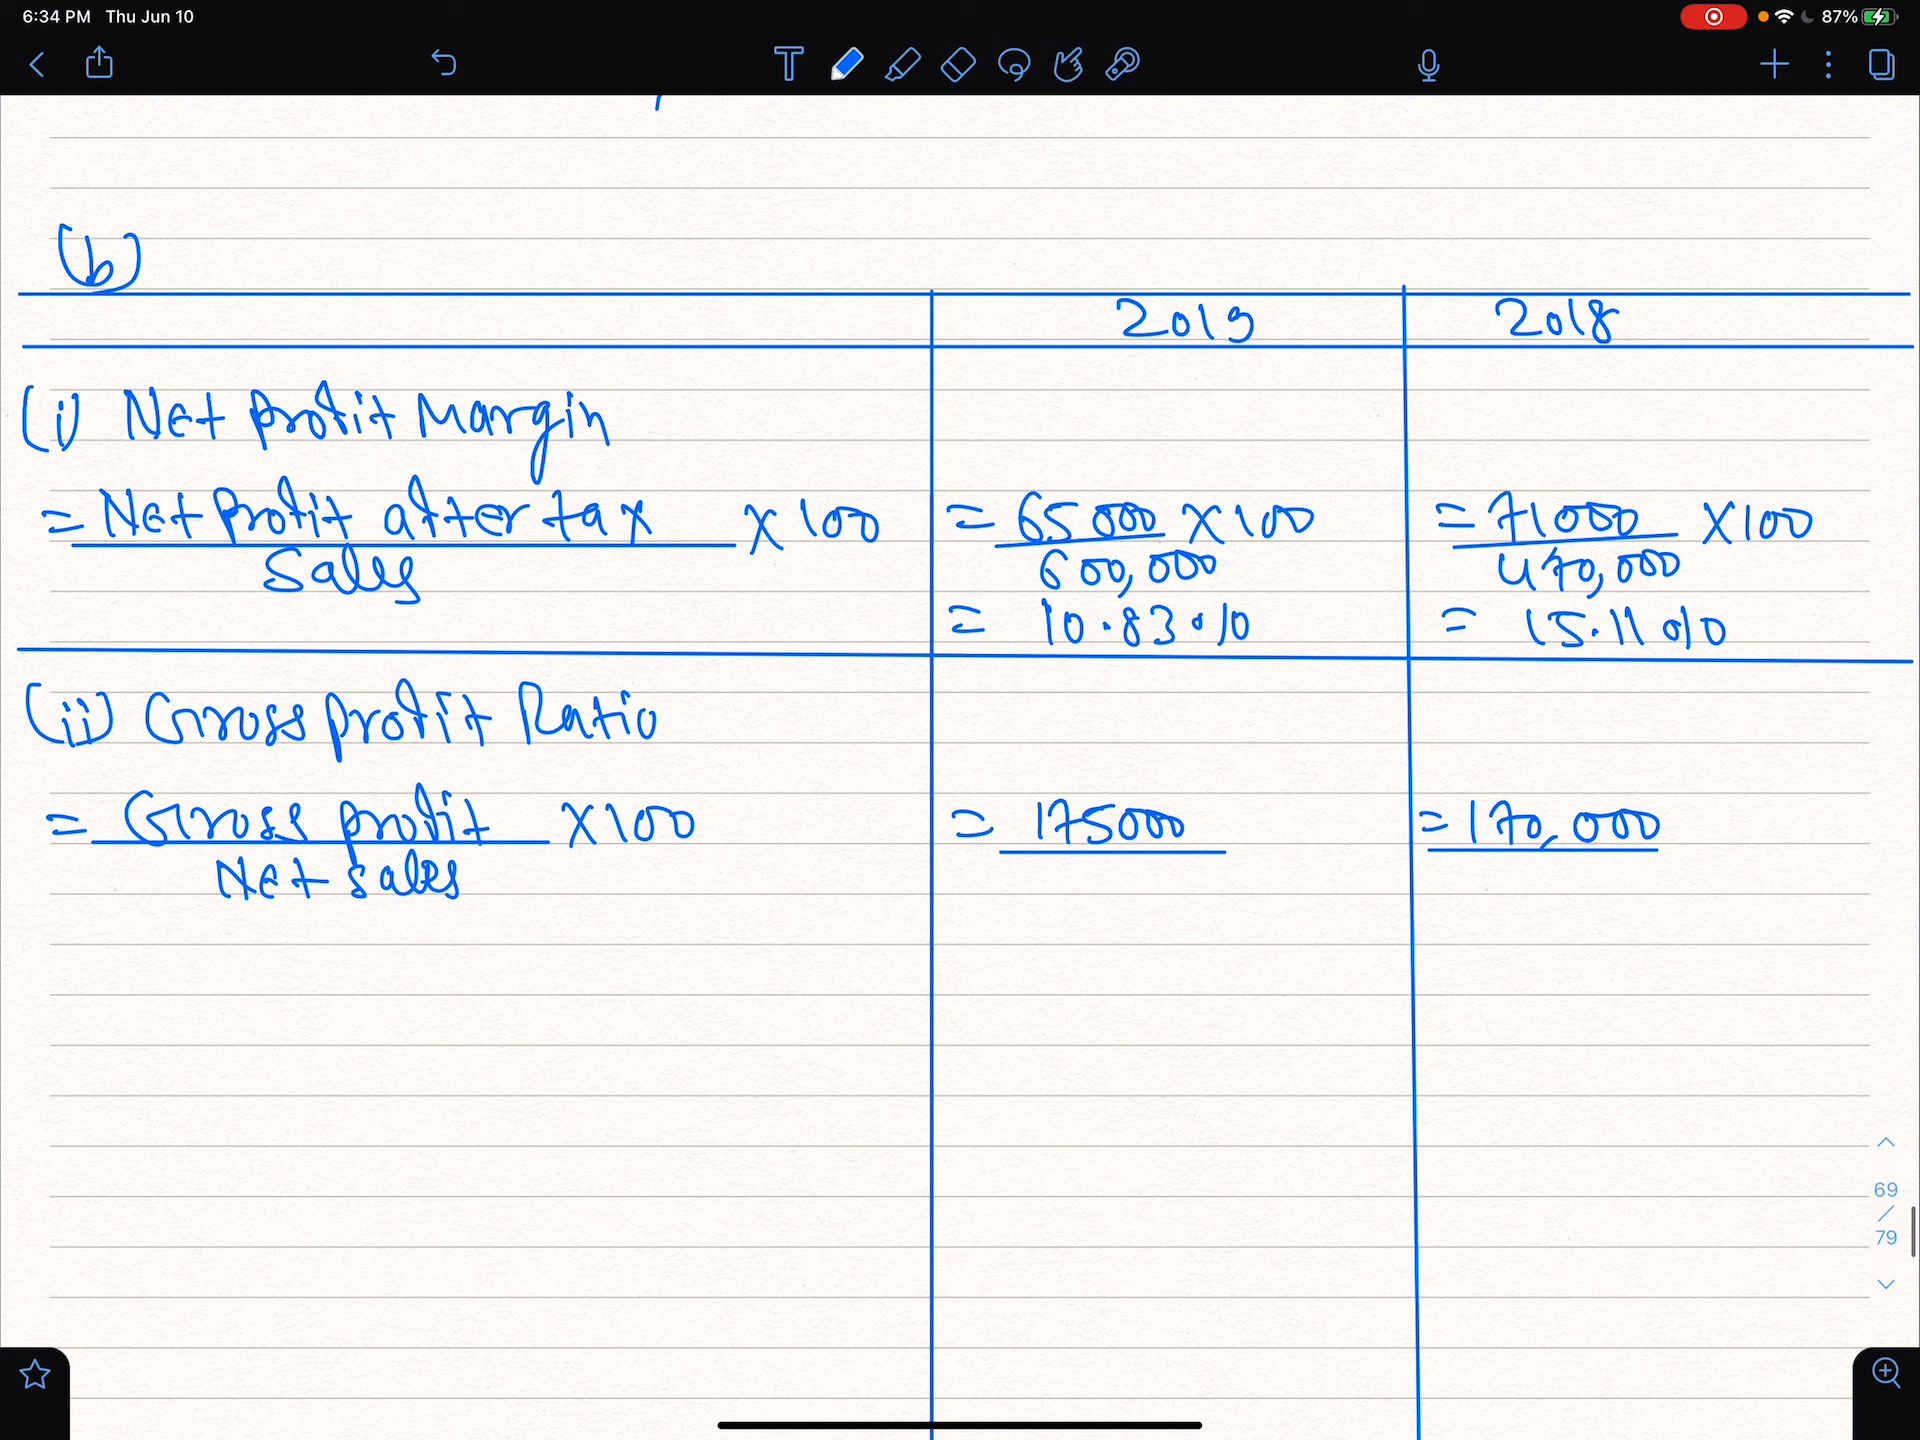 6:34 PM Thu Jun 10
87%
(b)
2019 2018
(i) Net Profit Margin
= Net Profit after tax × 100 = 65000 × 100 = 71000 × 100
Sales 600,000 470,000
= 10.83% = 15.11%
(ii) Gross profit Ratio
= Gross profit × 100 = 175000 = 170,000
Net sales
69
/
79